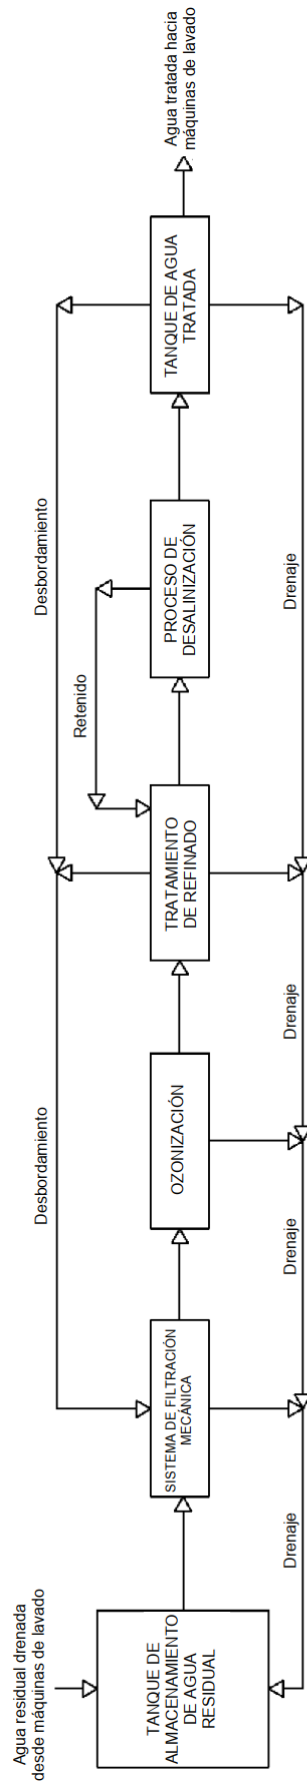 Agua residual drenada
desde máquinas de lavado
TANQUE DE
ALMACENAMIENTO
DE AGUA
RESIDUAL
Drenaje
SISTEMA DE FILTRACIÓN
MECÁNICA
Drenaje
OZONIZACIÓN
Desbordamiento
Drenaje
TRATAMIENTO
DE REFINADO
Retenido
PROCESO DE
DESALINIZACIÓN
Desbordamiento
Drenaje
TANQUE DE AGUA
TRATADA
Agua tratada hacia
máquinas de lavado